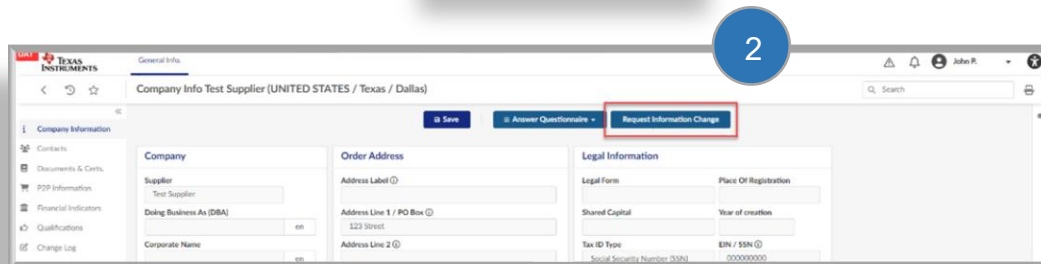 2
UAT
TEXAS
INSTRUMENTS
General Info.
John P.
Company Info Test Supplier (UNITED STATES / Texas / Dallas)
Search
Save
Answer Questionnaire
Request Information Change
Company Information
Contacts
Documents & Certs.
P2P Information
Financial Indicators
Qualifications
Change Log
Company
Supplier
Test Supplier
Doing Business As (DBA)
en
Corporate Name
en
Order Address
Address Label
Address Line 1 / PO Box
123 Street
Address Line 2
Legal Information
Legal Form
Place Of Registration
Shared Capital
Year of creation
Tax ID Type
EIN / SSN
Social Security Number (SSN)
000000000